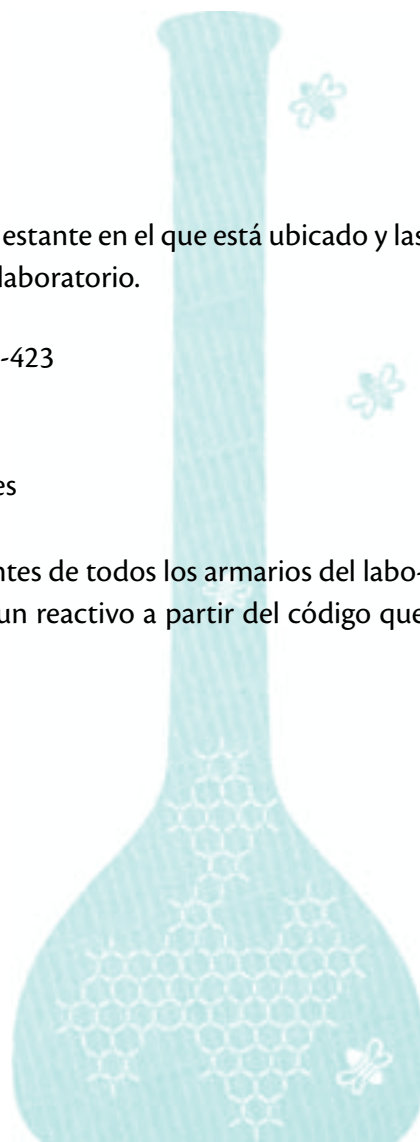 estante en el que está ubicado y las
laboratorio.
-423
es
ntes de todos los armarios del labo-
un reactivo a partir del código que